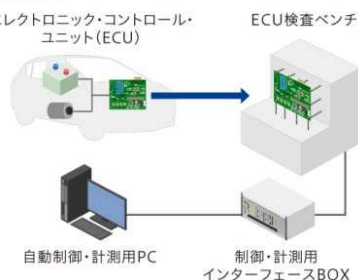 レクトロニック・コントロール・
ユニット(ECU)
ECU検査ベンチ
自動制御・計測用PC
制御・計測用
インターフェースBOX